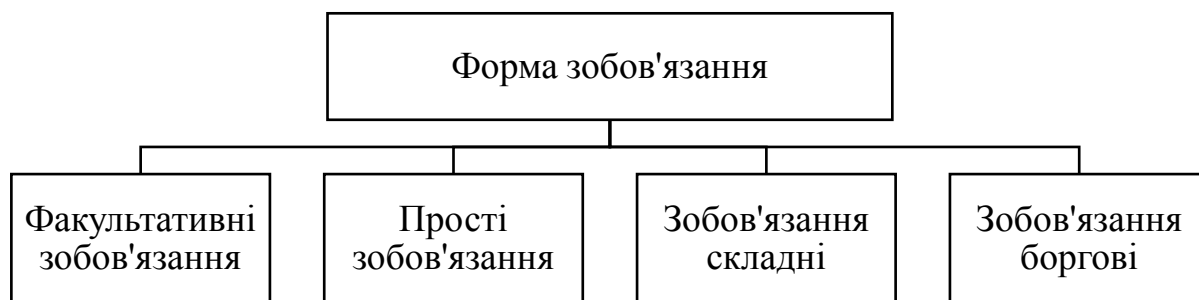 Форма зобов'язання
Факультативні
зобов'язання
Прості
зобов'язання
Зобов'язання
складні
Зобов'язання
боргові